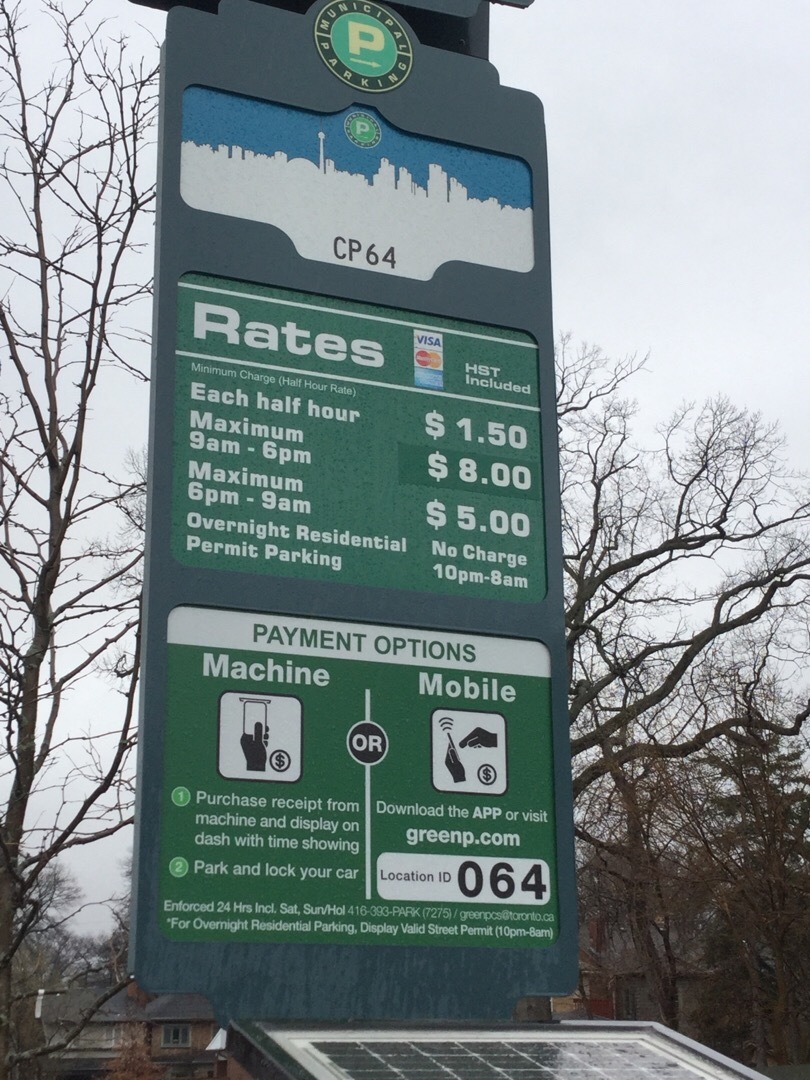 MUNICIPAL
P
PARKING
P
CP64
Rates
VISA
HST
Included
Minimum Charge (Half Hour Rate)
Each half hour $ 1.50
Maximum
9am - 6pm $ 8.00
Maximum
6pm - 9am $ 5.00
Overnight Residential No Charge
Permit Parking 10pm-8am
PAYMENT OPTIONS
Machine
OR
Mobile
$
$
1 Purchase receipt from
machine and display on
dash with time showing
2 Park and lock your car
Download the APP or visit
greenp.com
Location ID 064
Enforced 24 Hrs Incl. Sat, Sun/Hol 416-393-PARK (7275) / greenpcs@toronto.ca
*For Overnight Residential Parking, Display Valid Street Permit (10pm-8am)